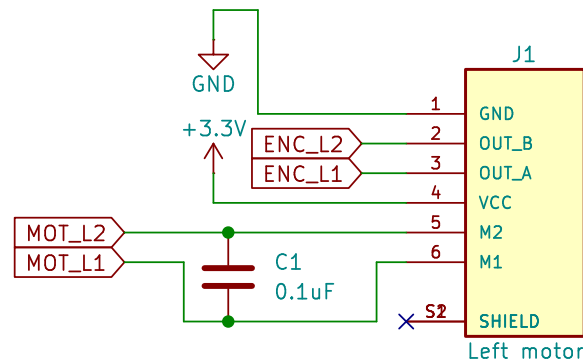 J1
GND
+3.3V
1 GND
ENC_L2 2 OUT_B
ENC_L1 3 OUT_A
4 VCC
MOT_L2 5 M2
MOT_L1 6 M1
C1
0.1uF
SHIELD
Left motor